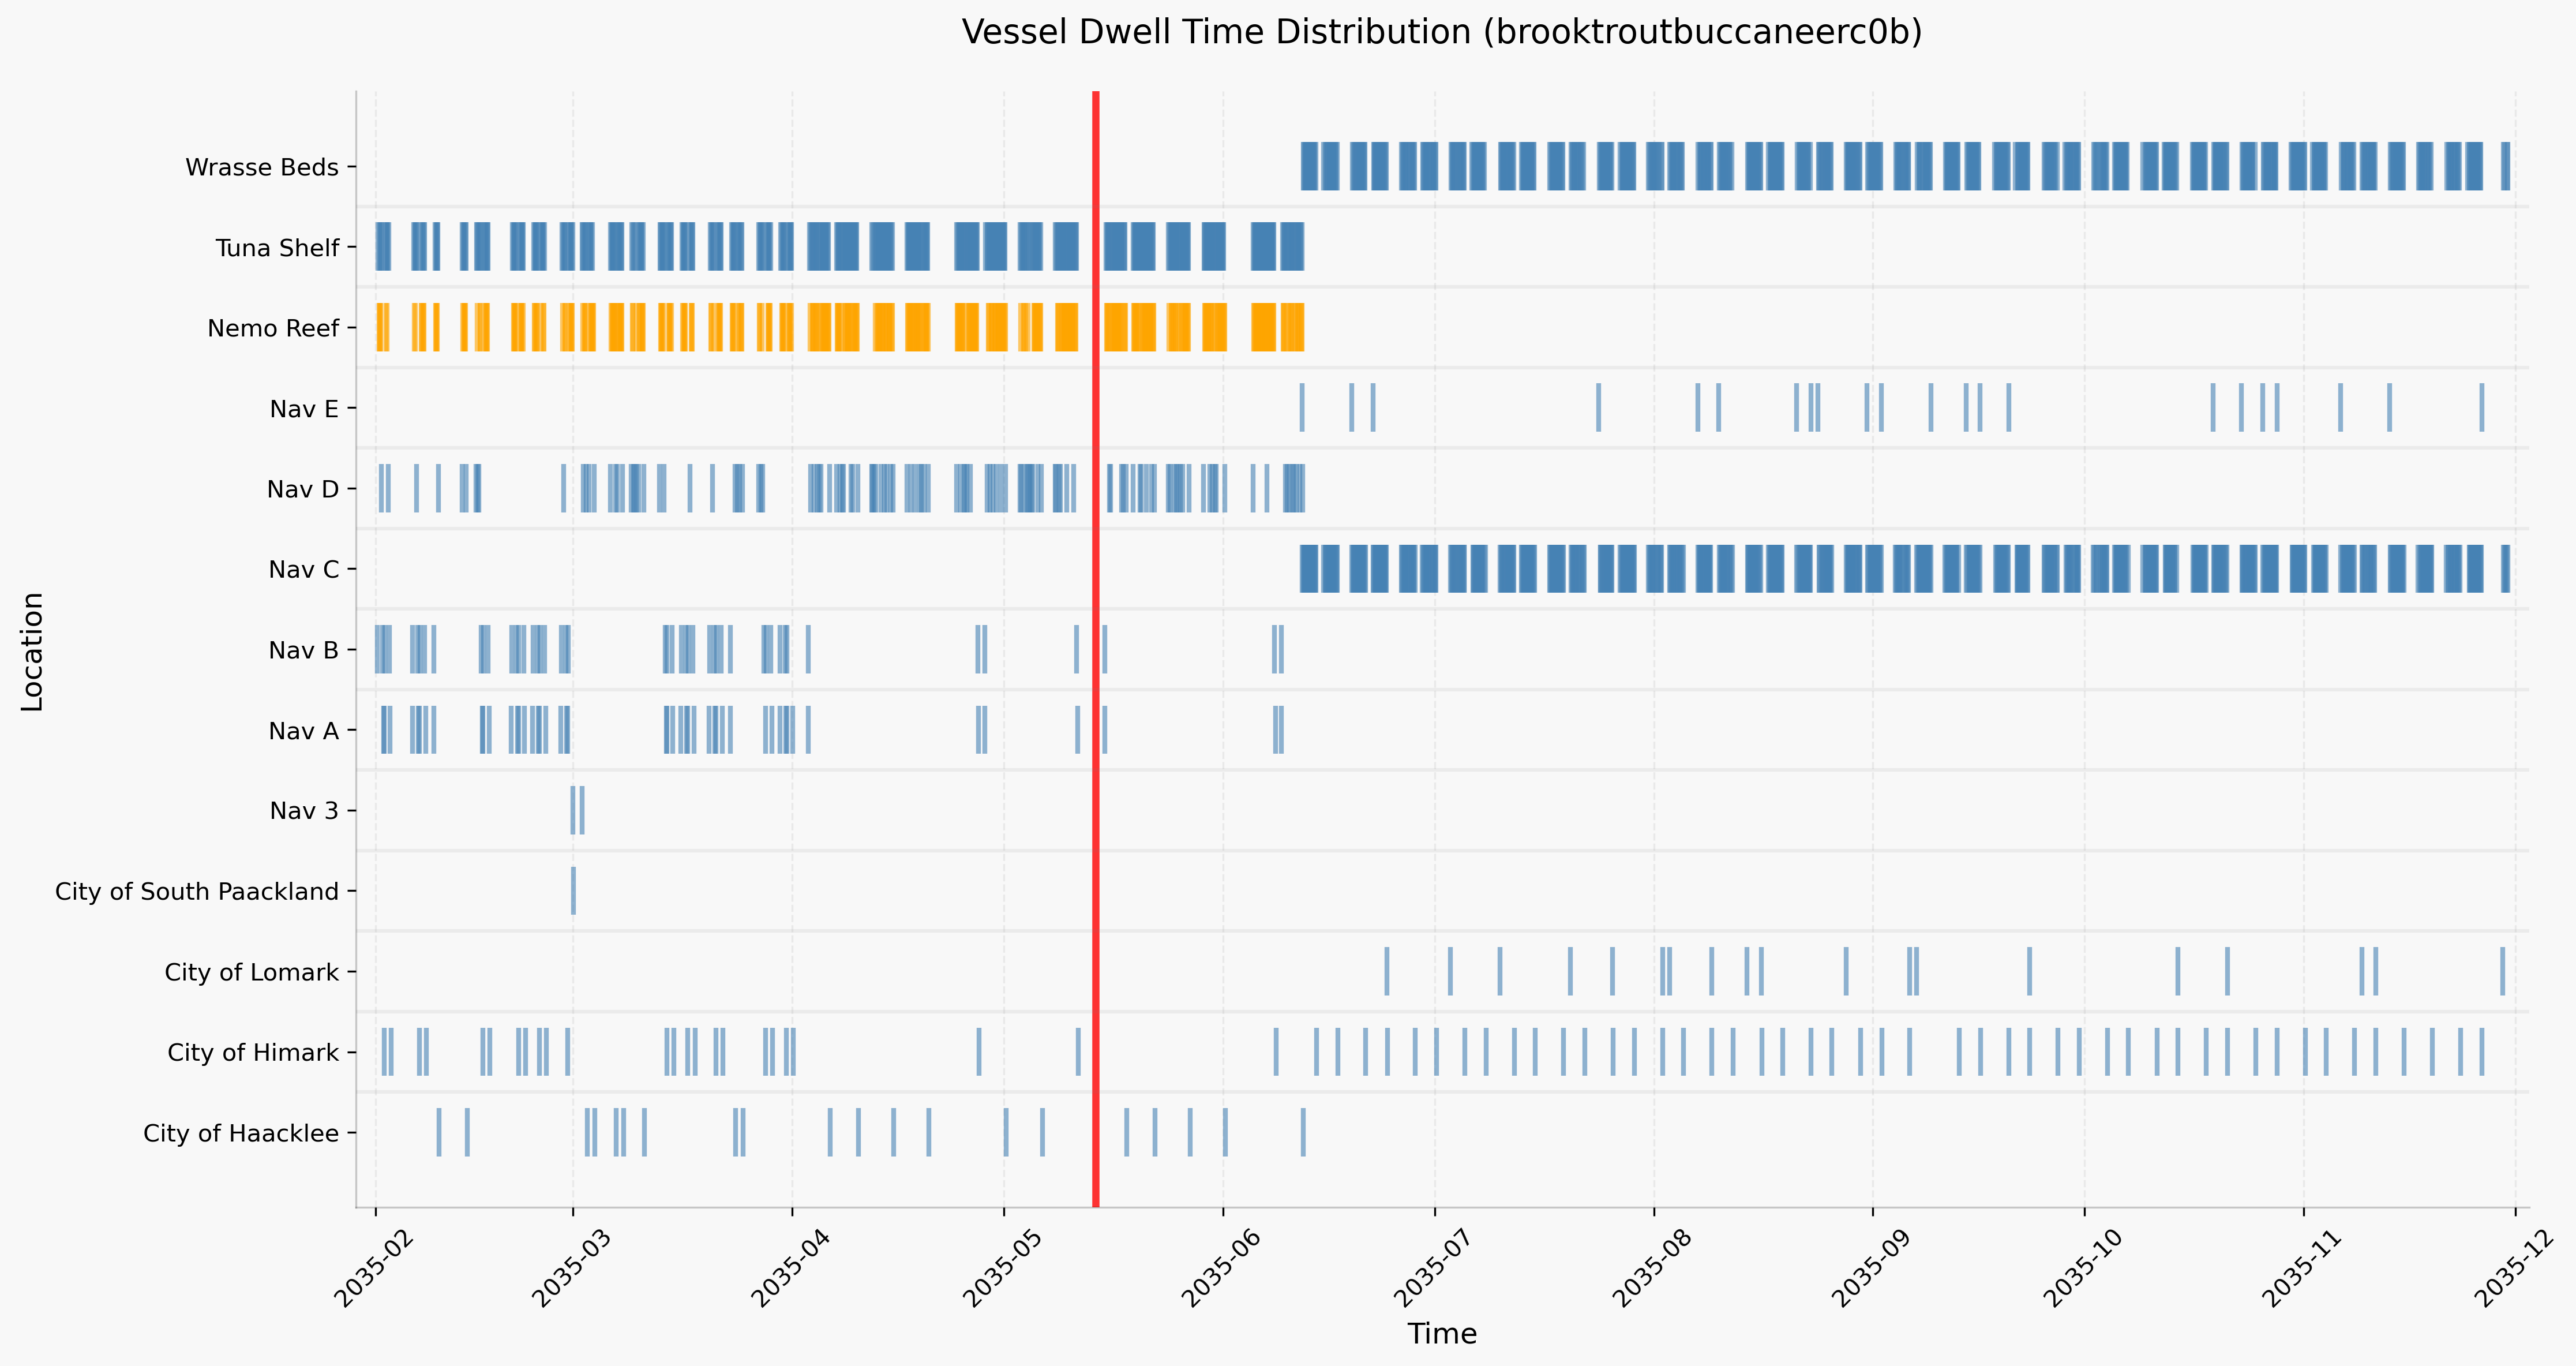 Vessel Dwell Time Distribution (brooktroutbuccaneerc0b)
Wrasse Beds
Tuna Shelf
Nemo Reef
Nav E
Nav D
Nav C
Nav B
Nav A
Nav 3
City of South Paackland
City of Lomark
City of Himark
City of Haacklee
Location
2035-02
2035-03
2035-04
2035-05
2035-06
2035-07
2035-08
2035-09
2035-10
2035-11
2035-12
Time